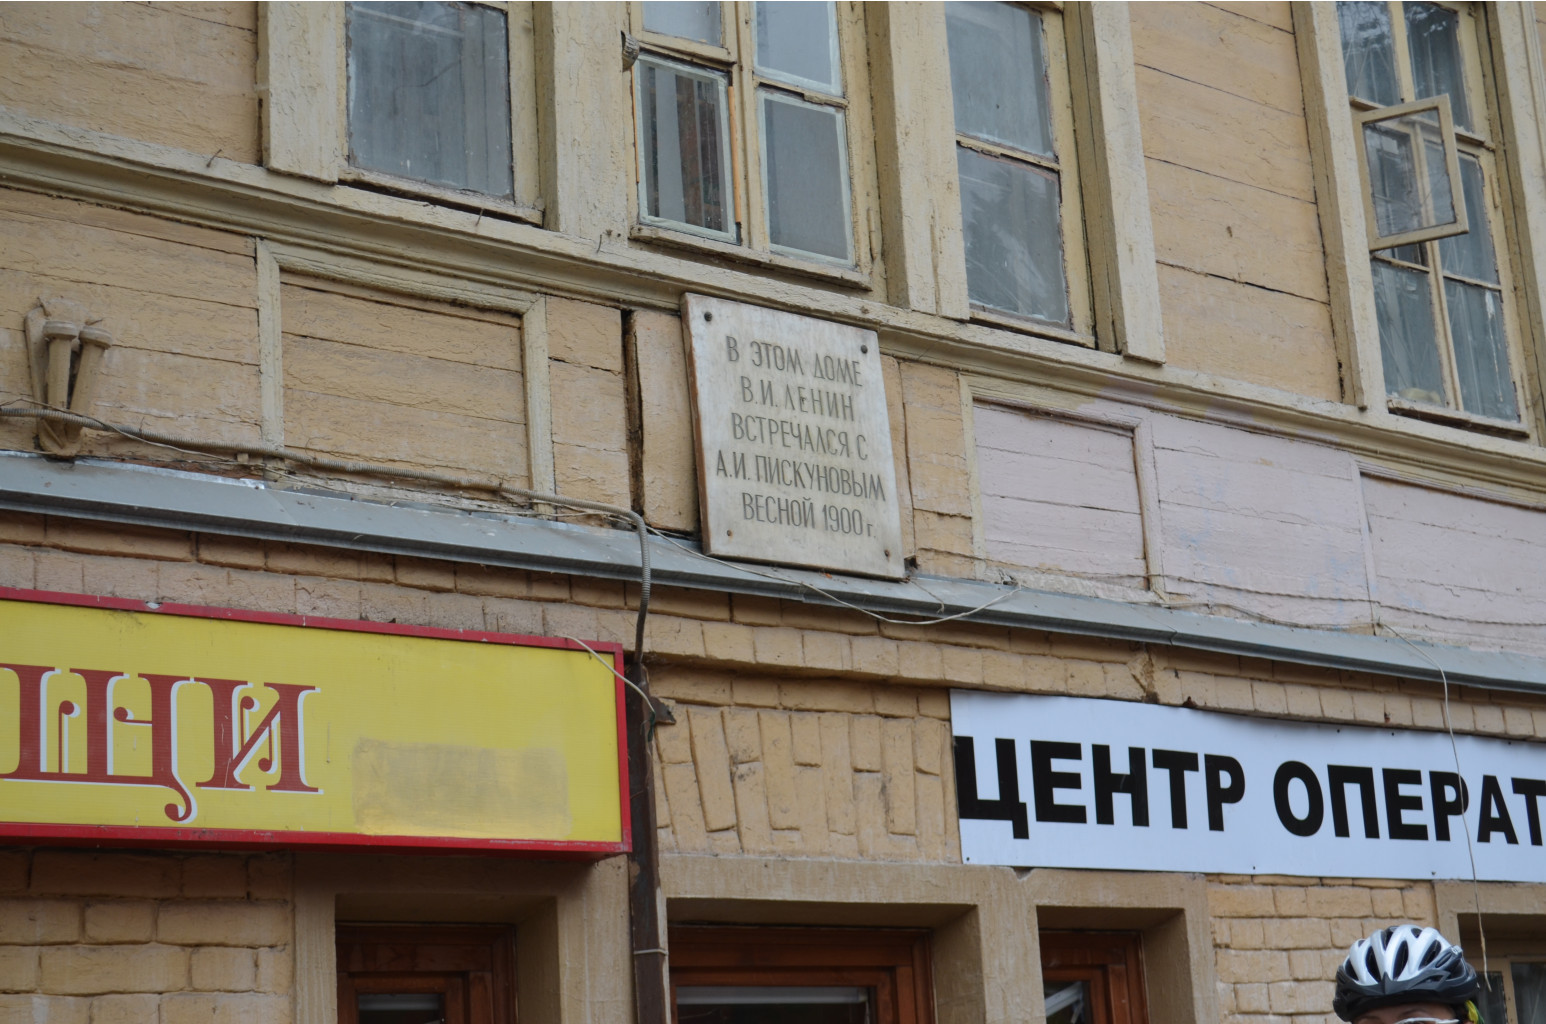 В ЭТОМ ДОМЕ
В.И. ЛЕНИН
ВСТРЕЧАЛСЯ С
А.И. ПИСКУНОВЫМ
ВЕСНОЙ 1900 г.
ЩИ
ЦЕНТР ОПЕРАТ